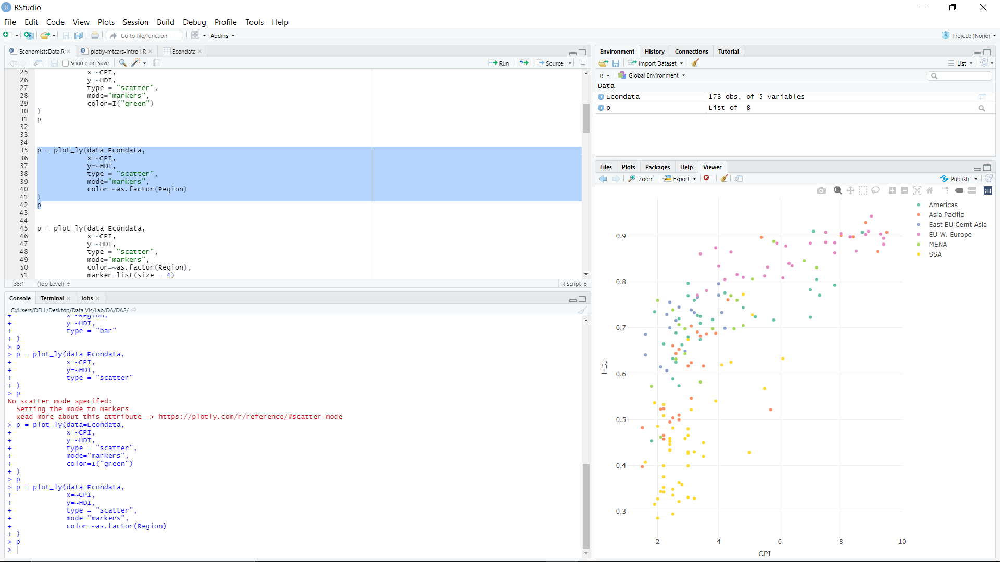 RStudio
File Edit Code View Plots Session Build Debug Profile Tools Help
Go to file/function Addins Project: (None)
EconomistsData.R plotly-mtcars-intro1.R Econdata
Source on Save Run Source
25 x=~CPI,
26 y=~HDI,
27 type = "scatter",
28 mode="markers",
29 color=I("green")
30 )
31 p
32
33
34
35 p = plot_ly(data=Econdata,
36 x=~CPI,
37 y=~HDI,
38 type = "scatter",
39 mode="markers",
40 color=~as.factor(Region)
41 )
42 p
43
44
45 p = plot_ly(data=Econdata,
46 x=~CPI,
47 y=~HDI,
48 type = "scatter",
49 mode="markers",
50 color=~as.factor(Region),
51 marker=list(size = 4)
35:1 (Top Level) R Script
Console Terminal Jobs
C:/Users/DELL/Desktop/Data Vis/Lab/DA/DA2/
+ x=~Region,
+ y=~HDI,
+ type = "bar"
+ )
> p
> p = plot_ly(data=Econdata,
+ x=~CPI,
+ y=~HDI,
+ type = "scatter"
+ )
> p
No scatter mode specifed:
Setting the mode to markers
Read more about this attribute -> https://plotly.com/r/reference/#scatter-mode
> p = plot_ly(data=Econdata,
+ x=~CPI,
+ y=~HDI,
+ type = "scatter",
+ mode="markers",
+ color=I("green")
+ )
> p
> p = plot_ly(data=Econdata,
+ x=~CPI,
+ y=~HDI,
+ type = "scatter",
+ mode="markers",
+ color=~as.factor(Region)
+ )
> p
>
Environment History Connections Tutorial
Import Dataset List
R Global Environment
Data
Econdata 173 obs. of 5 variables
p List of 8
Files Plots Packages Help Viewer
Zoom Export Publish
Americas
Asia Pacific
East EU Cemt Asia
EU W. Europe
MENA
SSA
0.9
0.8
0.7
0.6
0.5
0.4
0.3
HDI
2 4 6 8 10
CPI